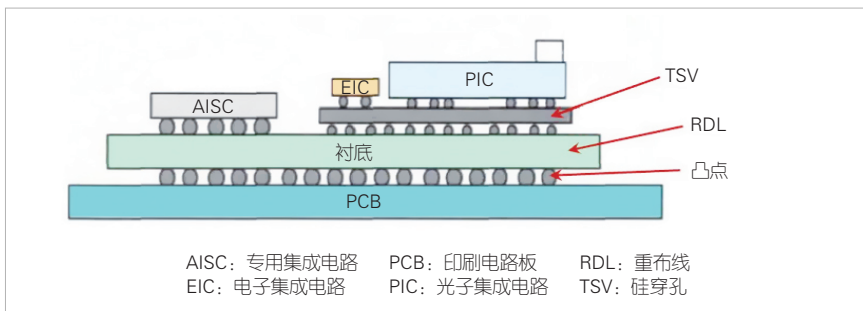 EIC
PIC
TSV
AISC
RDL
衬底
凸点
PCB
AISC：专用集成电路 PCB：印刷电路板 RDL：重布线
EIC：电子集成电路 PIC：光子集成电路 TSV：硅穿孔